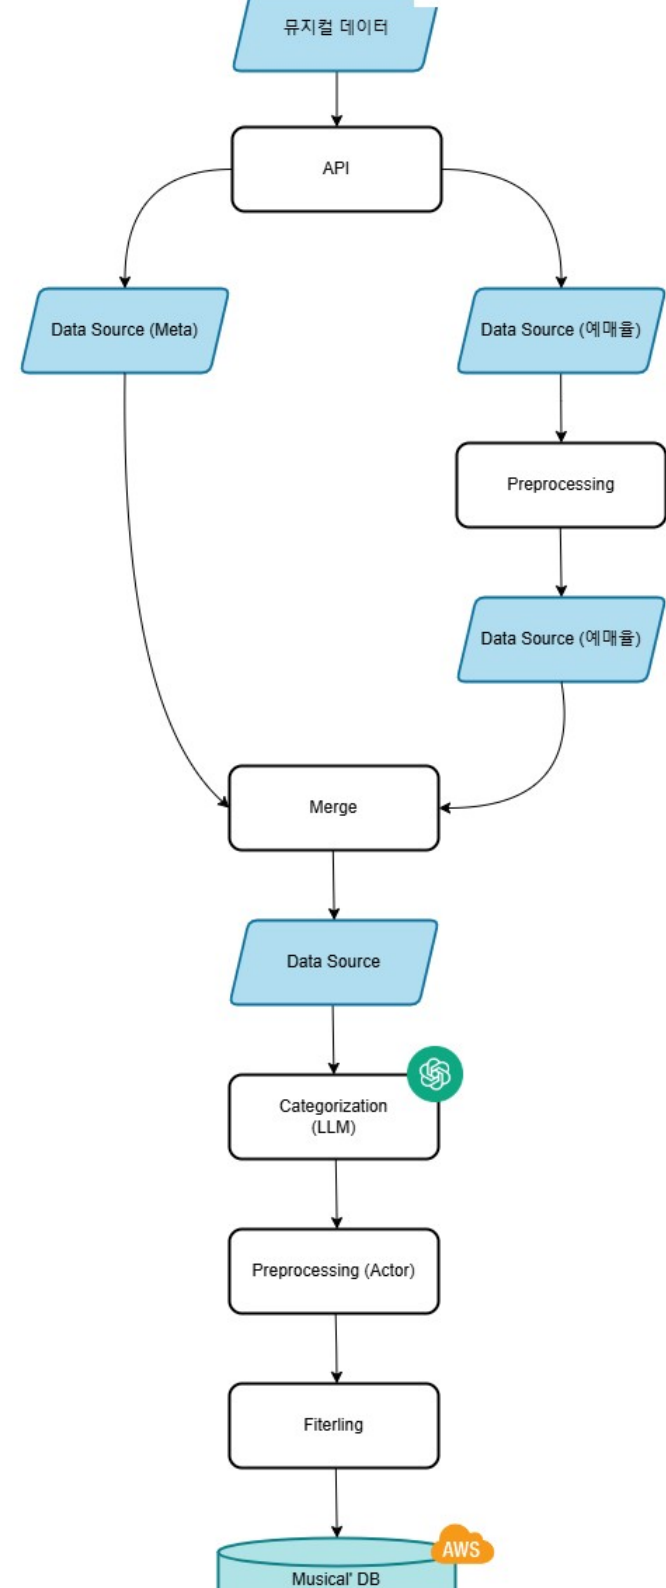 뮤지컬 데이터
API
Data Source (Meta)
Data Source (예매율)
Preprocessing
Data Source (예매율)
Merge
Data Source
Categorization
(LLM)
Preprocessing (Actor)
Fiterling
AWS
Musical' DB